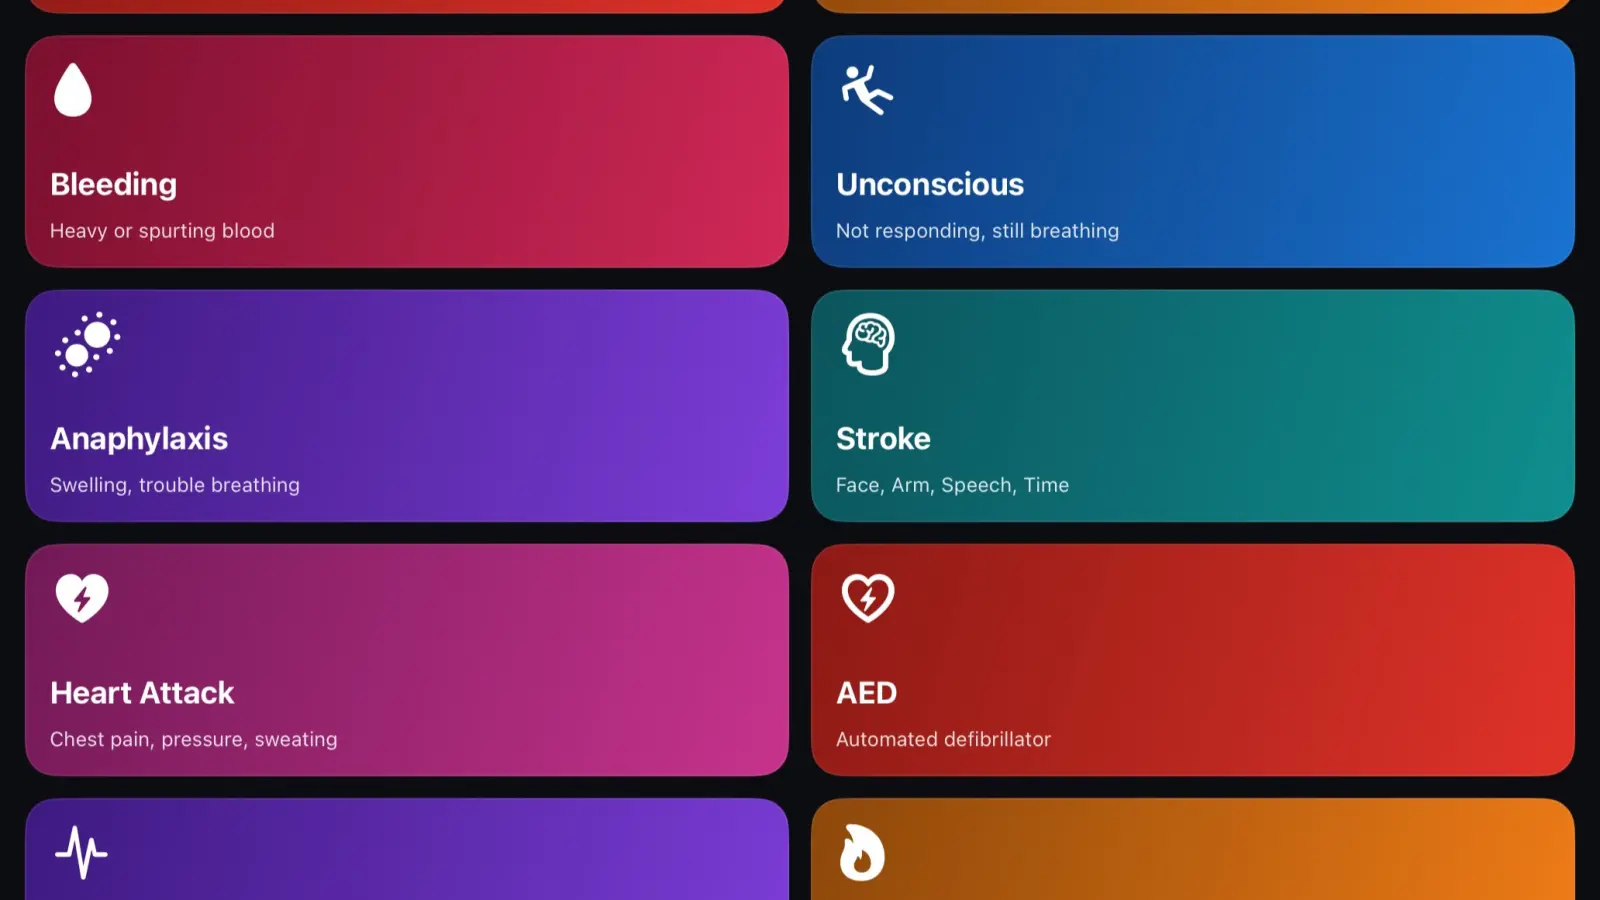 Bleeding
Heavy or spurting blood
Unconscious
Not responding, still breathing
Anaphylaxis
Swelling, trouble breathing
Stroke
Face, Arm, Speech, Time
Heart Attack
Chest pain, pressure, sweating
AED
Automated defibrillator